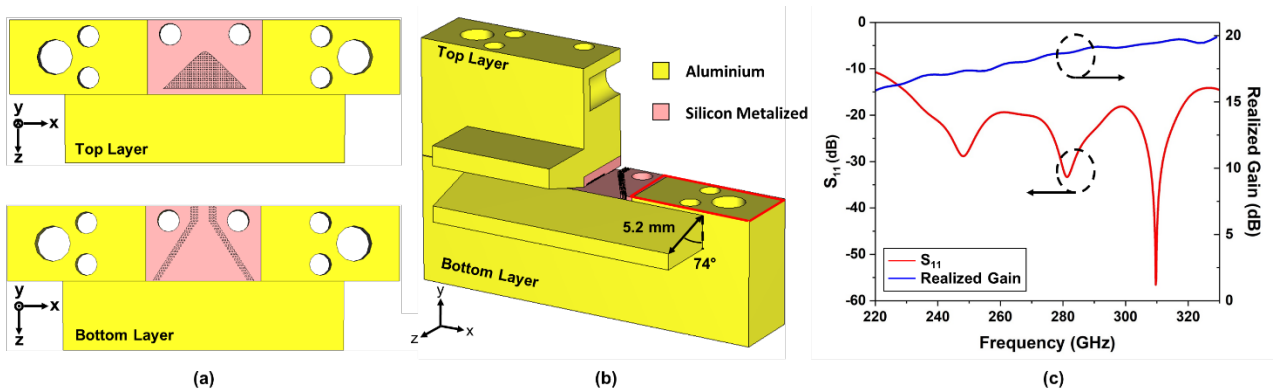 y
x
z
Top Layer
y
x
z
Bottom Layer
(a)
Top Layer
Aluminium
Silicon Metalized
5.2 mm
74°
Bottom Layer
y
x
z
(b)
0
-10
-20
-30
-40
-50
-60
S11 (dB)
20
15
10
5
0
Realized Gain
(dB)
S11
Realized Gain
220 240 260 280 300 320
Frequency (GHz)
(c)